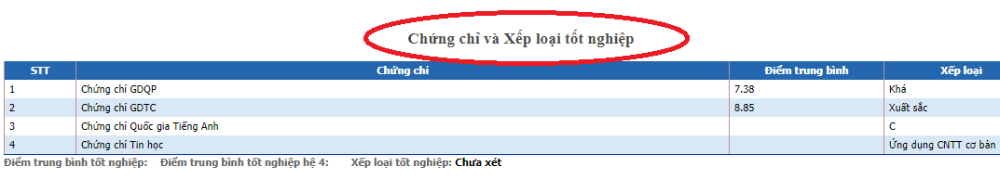 Chứng chỉ và Xếp loại tốt nghiệp
STT Chứng chỉ Điểm trung bình Xếp loại
1 Chứng chỉ GDQP 7.38 Khá
2 Chứng chỉ GDTC 8.85 Xuất sắc
3 Chứng chỉ Quốc gia Tiếng Anh C
4 Chứng chỉ Tin học Ứng dụng CNTT cơ bản
Điểm trung bình tốt nghiệp: Điểm trung bình tốt nghiệp hệ 4: Xếp loại tốt nghiệp: Chưa xét